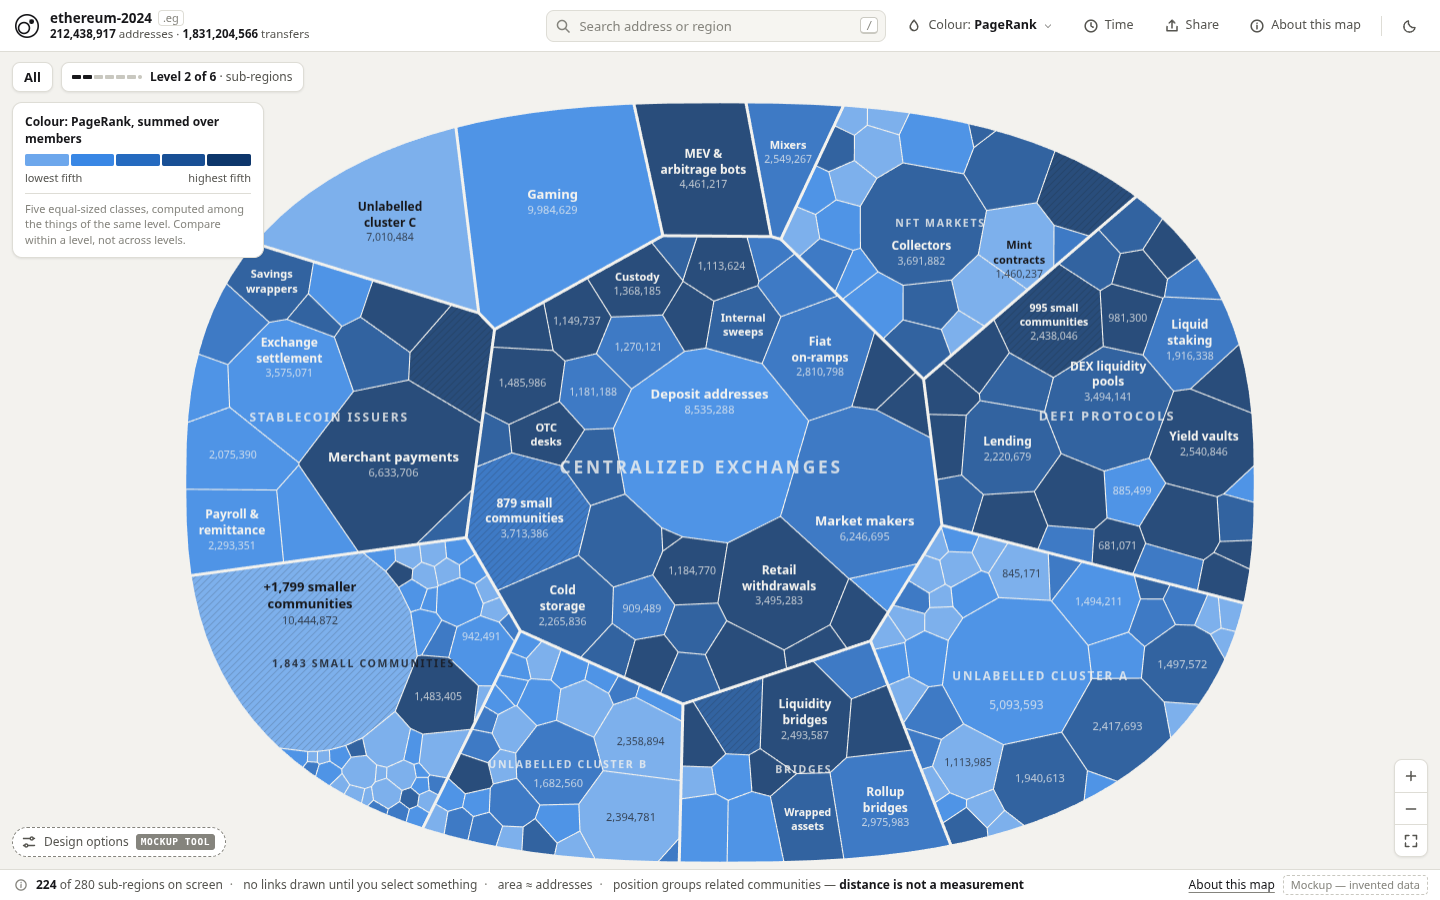 ethereum-2024 .eg
212,438,917 addresses · 1,831,204,566 transfers
Search address or region /
Colour: PageRank
Time
Share
About this map
All
Level 2 of 6 · sub-regions
Colour: PageRank, summed over
members
lowest fifth highest fifth
Five equal-sized classes, computed among
the things of the same level. Compare
within a level, not across levels.
Unlabelled
cluster C
7,010,484
Gaming
9,984,629
MEV &
arbitrage bots
4,461,217
Mixers
2,549,267
NFT MARKETS
Collectors
3,691,882
Mint
contracts
1,460,237
Savings
wrappers
Exchange
settlement
3,575,071
STABLECOIN ISSUERS
Merchant payments
6,633,706
2,075,390
Payroll &
remittance
2,293,351
Custody
1,368,185
1,113,624
1,149,737
Internal
sweeps
1,270,121
Fiat
on-ramps
2,810,798
1,485,986
1,181,188
Deposit addresses
8,535,288
OTC
desks
CENTRALIZED EXCHANGES
879 small
communities
3,713,386
Market makers
6,246,695
1,184,770
Retail
withdrawals
3,495,283
Cold
storage
2,265,836
909,489
995 small
communities
2,438,046
981,300
Liquid
staking
1,916,338
DEX liquidity
pools
3,494,141
DEFI PROTOCOLS
Lending
2,220,679
Yield vaults
2,540,846
885,499
681,071
+1,799 smaller
communities
10,444,872
942,491
1,843 SMALL COMMUNITIES
1,483,405
2,358,894
UNLABELLED CLUSTER B
1,682,560
2,394,781
Liquidity
bridges
2,493,587
BRIDGES
Wrapped
assets
Rollup
bridges
2,975,983
845,171
1,494,211
UNLABELLED CLUSTER A
5,093,593
1,497,572
2,417,693
1,113,985
1,940,613
+
−
Design options MOCKUP TOOL
224 of 280 sub-regions on screen · no links drawn until you select something · area ≈ addresses · position groups related communities — distance is not a measurement
About this map
Mockup — invented data